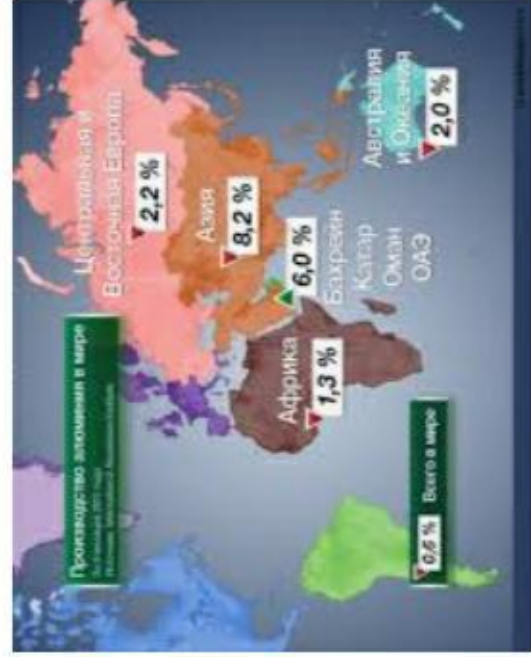 Производство алюминия в мире
Центральная и
Восточная Европа
2,2 %
Азия
8,2 %
6,0 %
Бахрейн
Катар
Оман
ОАЭ
Африка
1,3 %
Австралия
и Океания
2,0 %
0,6 % Всего в мире